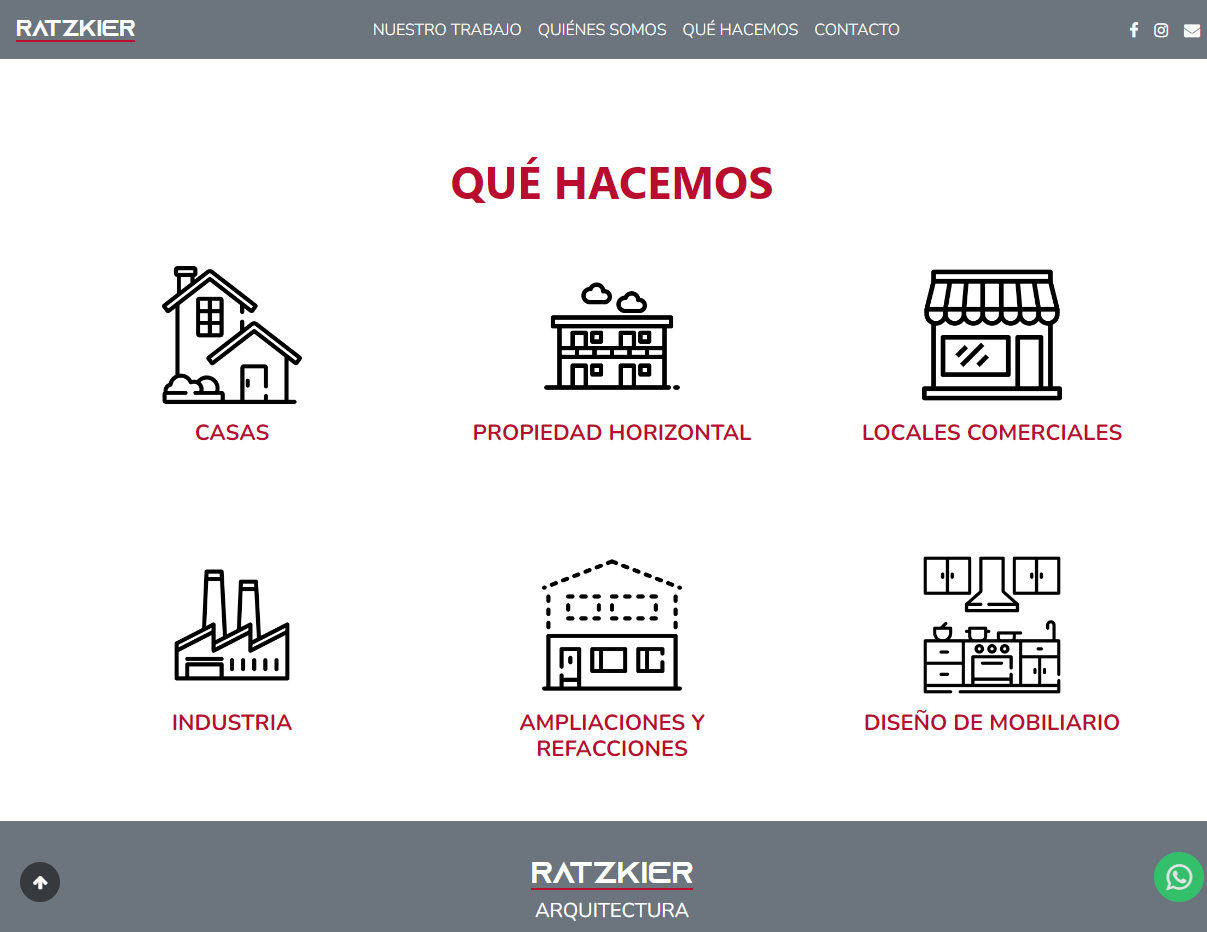 RATZKIER
NUESTRO TRABAJO QUIÉNES SOMOS QUÉ HACEMOS CONTACTO
QUÉ HACEMOS
CASAS
PROPIEDAD HORIZONTAL
LOCALES COMERCIALES
INDUSTRIA
AMPLIACIONES Y
REFACCIONES
DISEÑO DE MOBILIARIO
RATZKIER
ARQUITECTURA